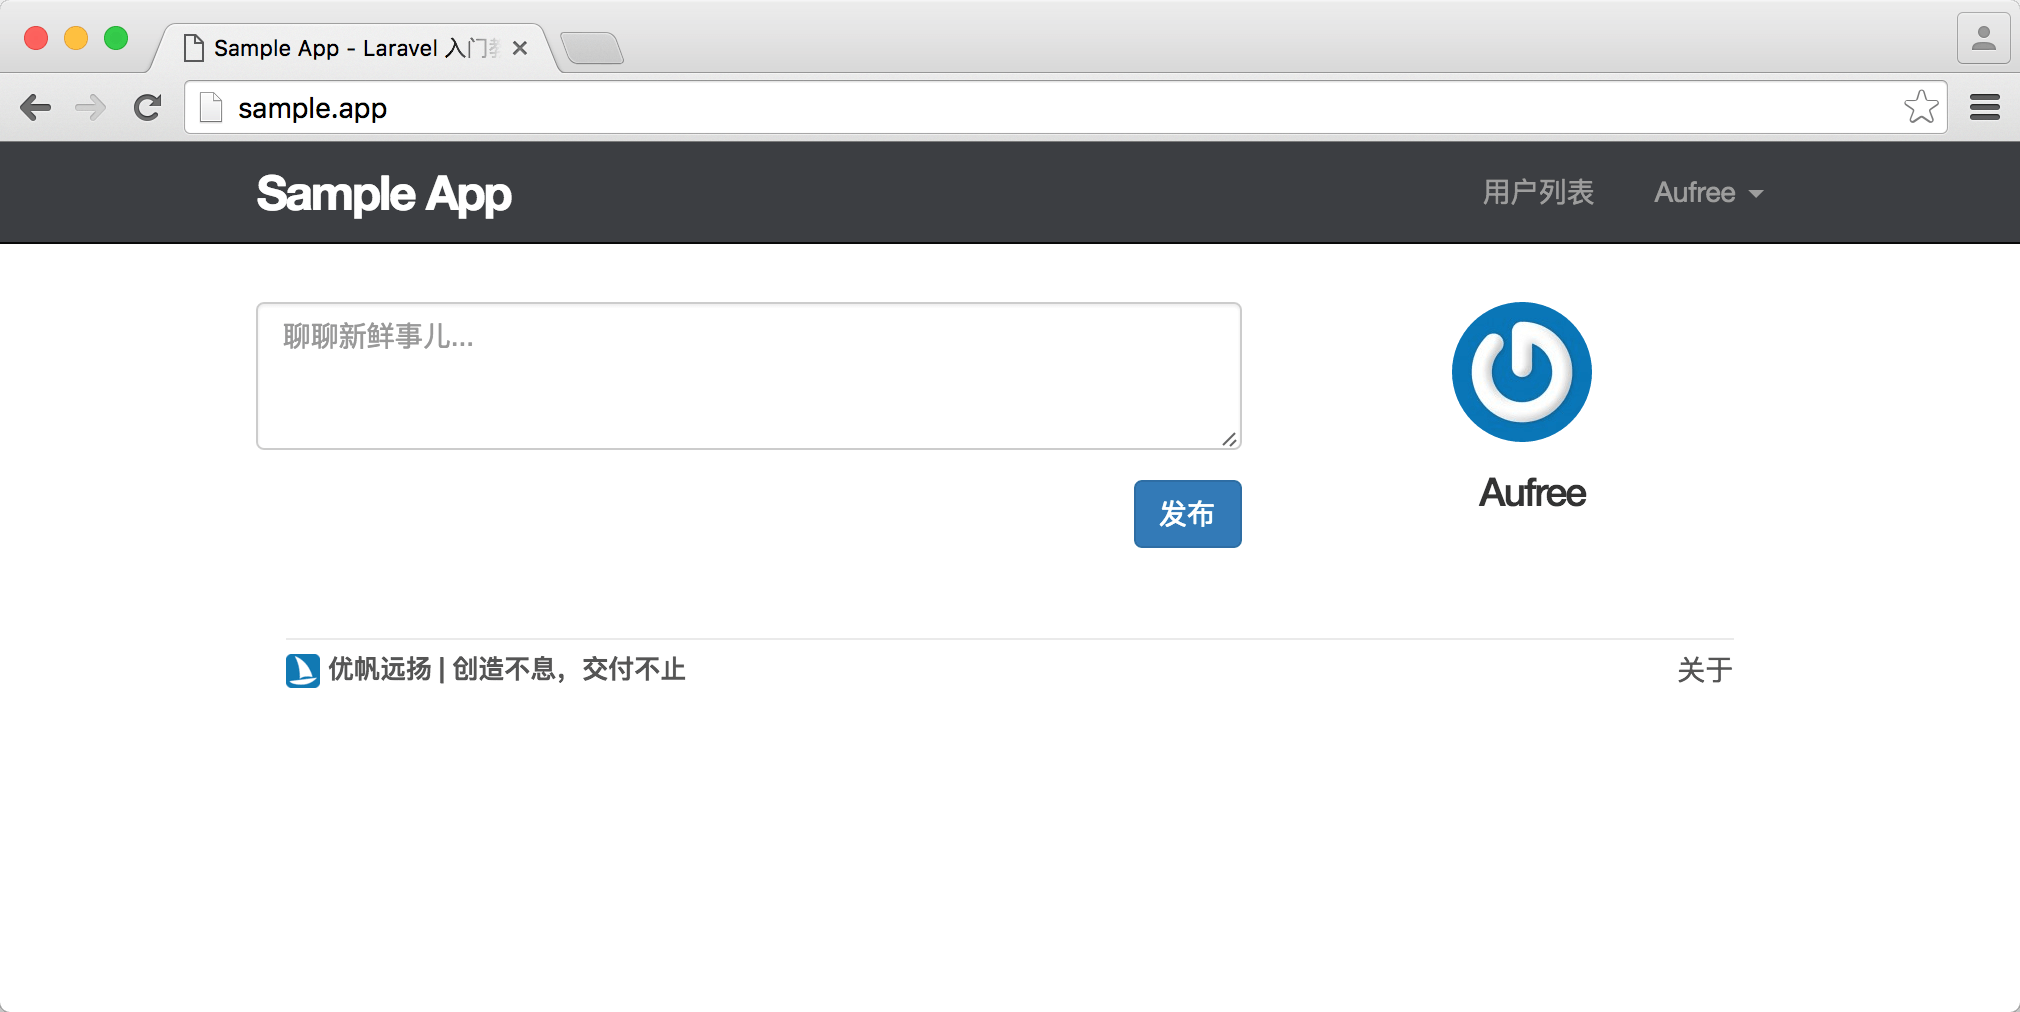 Sample App - Laravel 入门
sample.app
Sample App
用户列表
Aufree
聊聊新鲜事儿...
发布
Aufree
优帆远扬 | 创造不息，交付不止
关于